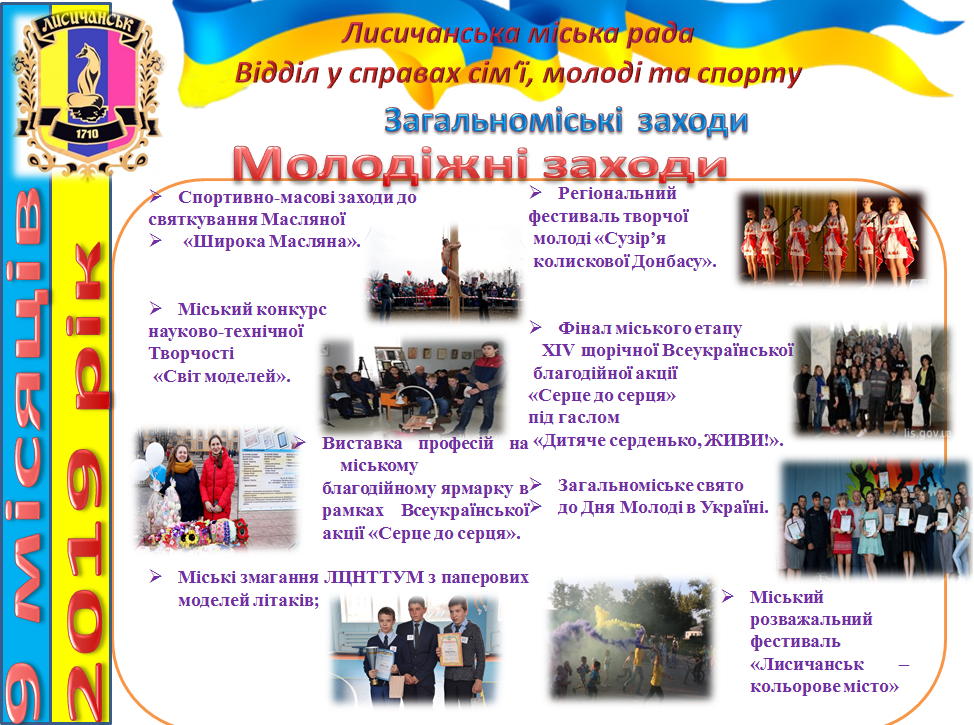 ЛИСИЧАНСЬК
1710
9 місяців
2019 рік
Лисичанська міська рада
Відділ у справах сім‘ї, молоді та спорту
Загальноміські заходи
Молодіжні заходи
➢ Спортивно-масові заходи до
святкування Масляної
➢ «Широка Масляна».
➢ Міський конкурс
науково-технічної
Творчості
«Світ моделей».
➢ Виставка професій на
міському
благодійному ярмарку в
рамках Всеукраїнської
акції «Серце до серця».
➢ Міські змагання ЛЦНТТУМ з паперових
моделей літаків;
➢ Регіональний
фестиваль творчої
молоді «Сузір’я
колискової Донбасу».
➢ Фінал міського етапу
XIV щорічної Всеукраїнської
благодійної акції
«Серце до серця»
під гаслом
«Дитяче серденько, ЖИВИ!».
➢ Загальноміське свято
➢ до Дня Молоді в Україні.
➢ Міський
розважальний
фестиваль
«Лисичанськ –
кольорове місто»